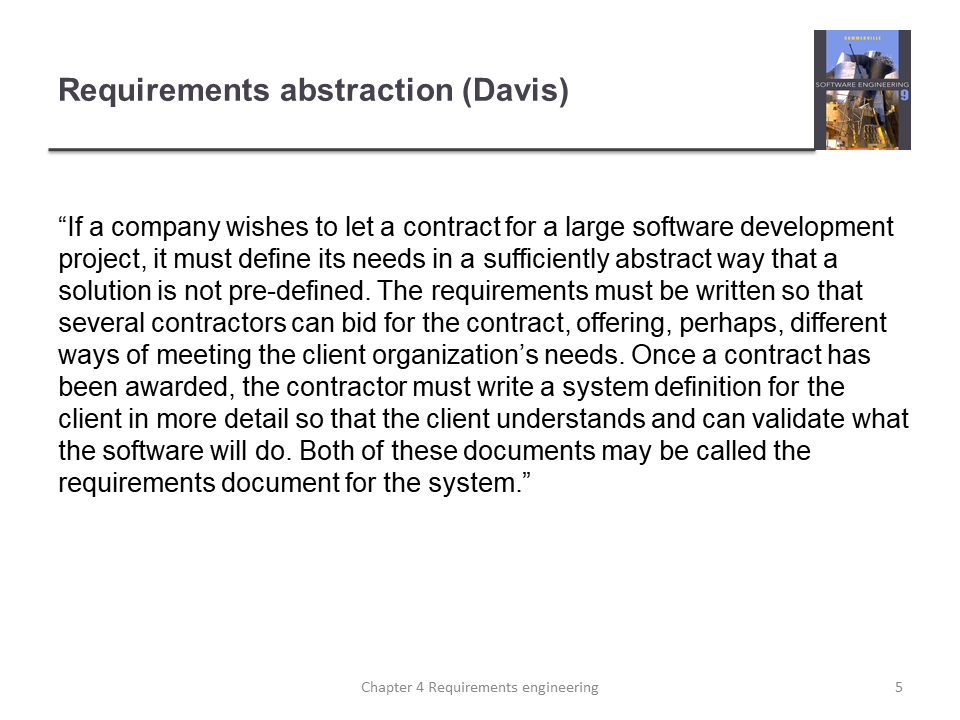 Requirements abstraction (Davis)
SOMMERVILLE
SOFTWARE ENGINEERING
9
“If a company wishes to let a contract for a large software development
project, it must define its needs in a sufficiently abstract way that a
solution is not pre-defined. The requirements must be written so that
several contractors can bid for the contract, offering, perhaps, different
ways of meeting the client organization’s needs. Once a contract has
been awarded, the contractor must write a system definition for the
client in more detail so that the client understands and can validate what
the software will do. Both of these documents may be called the
requirements document for the system.”
Chapter 4 Requirements engineering
5